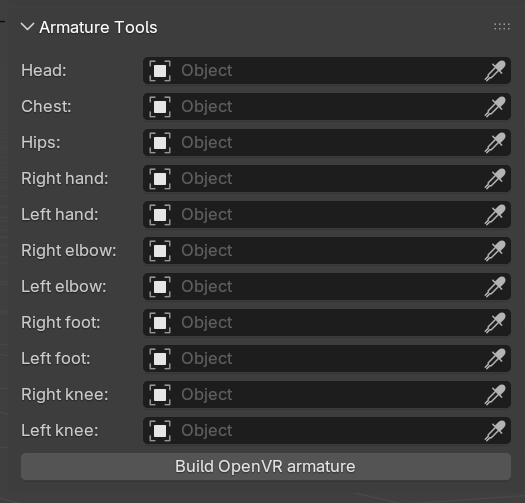 Armature Tools
Head: Object
Chest: Object
Hips: Object
Right hand: Object
Left hand: Object
Right elbow: Object
Left elbow: Object
Right foot: Object
Left foot: Object
Right knee: Object
Left knee: Object
Build OpenVR armature